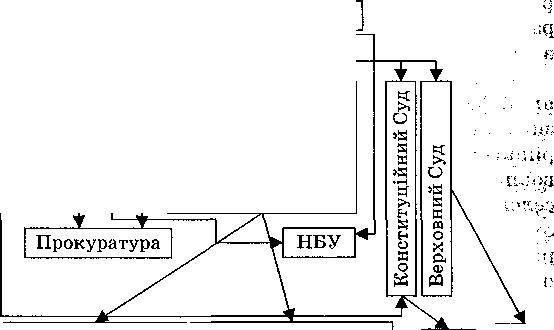 Конституційний Суд
Верховний Суд
Прокуратура
НБУ